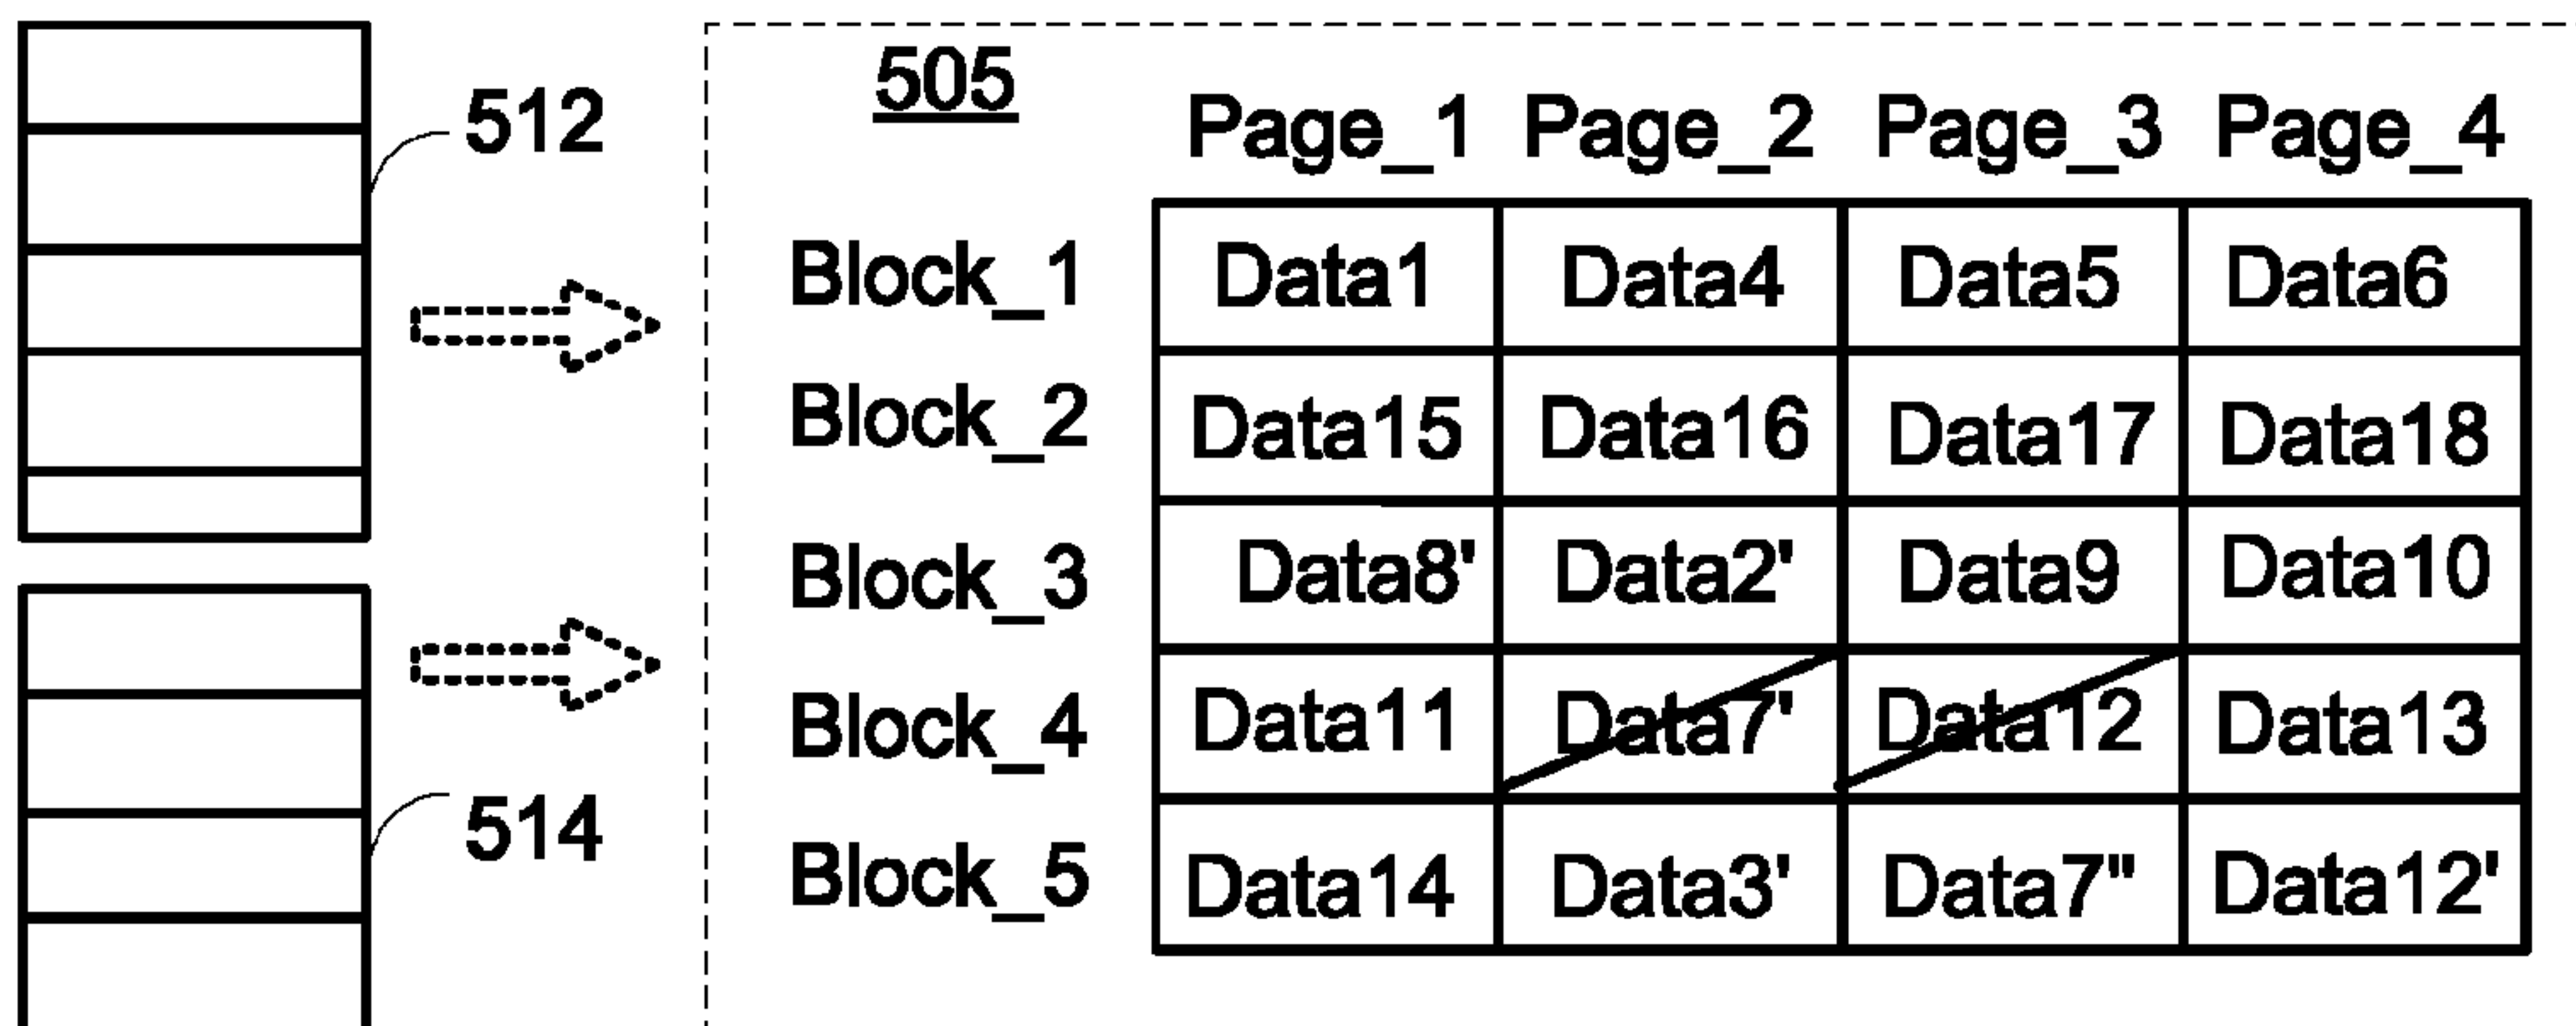 505
512
Page_1 Page_2 Page_3 Page_4
Block_1 Data1 Data4 Data5 Data6
Block_2 Data15 Data16 Data17 Data18
Block_3 Data8' Data2' Data9 Data10
Block_4 Data11 Data7' Data12 Data13
514
Block_5 Data14 Data3' Data7" Data12'